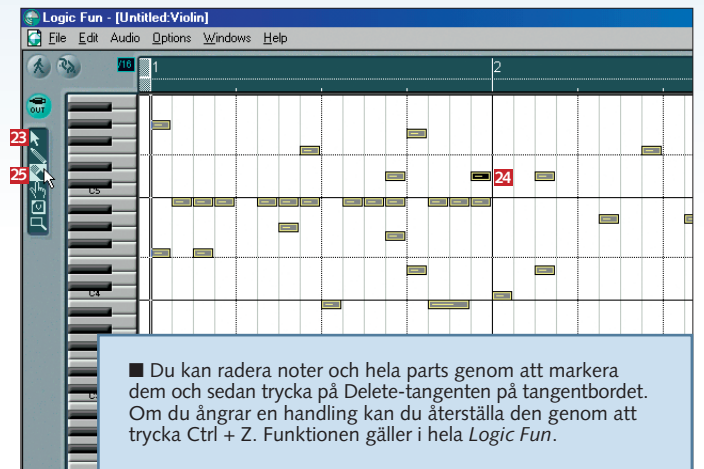 Logic Fun - [Untitled:Violin]
File Edit Audio Options Windows Help
/16 1 2
OUT
23
25
24
C5
C4
■ Du kan radera noter och hela parts genom att markera
dem och sedan trycka på Delete-tangenten på tangentbordet.
Om du ångrar en handling kan du återställa den genom att
trycka Ctrl + Z. Funktionen gäller i hela Logic Fun.